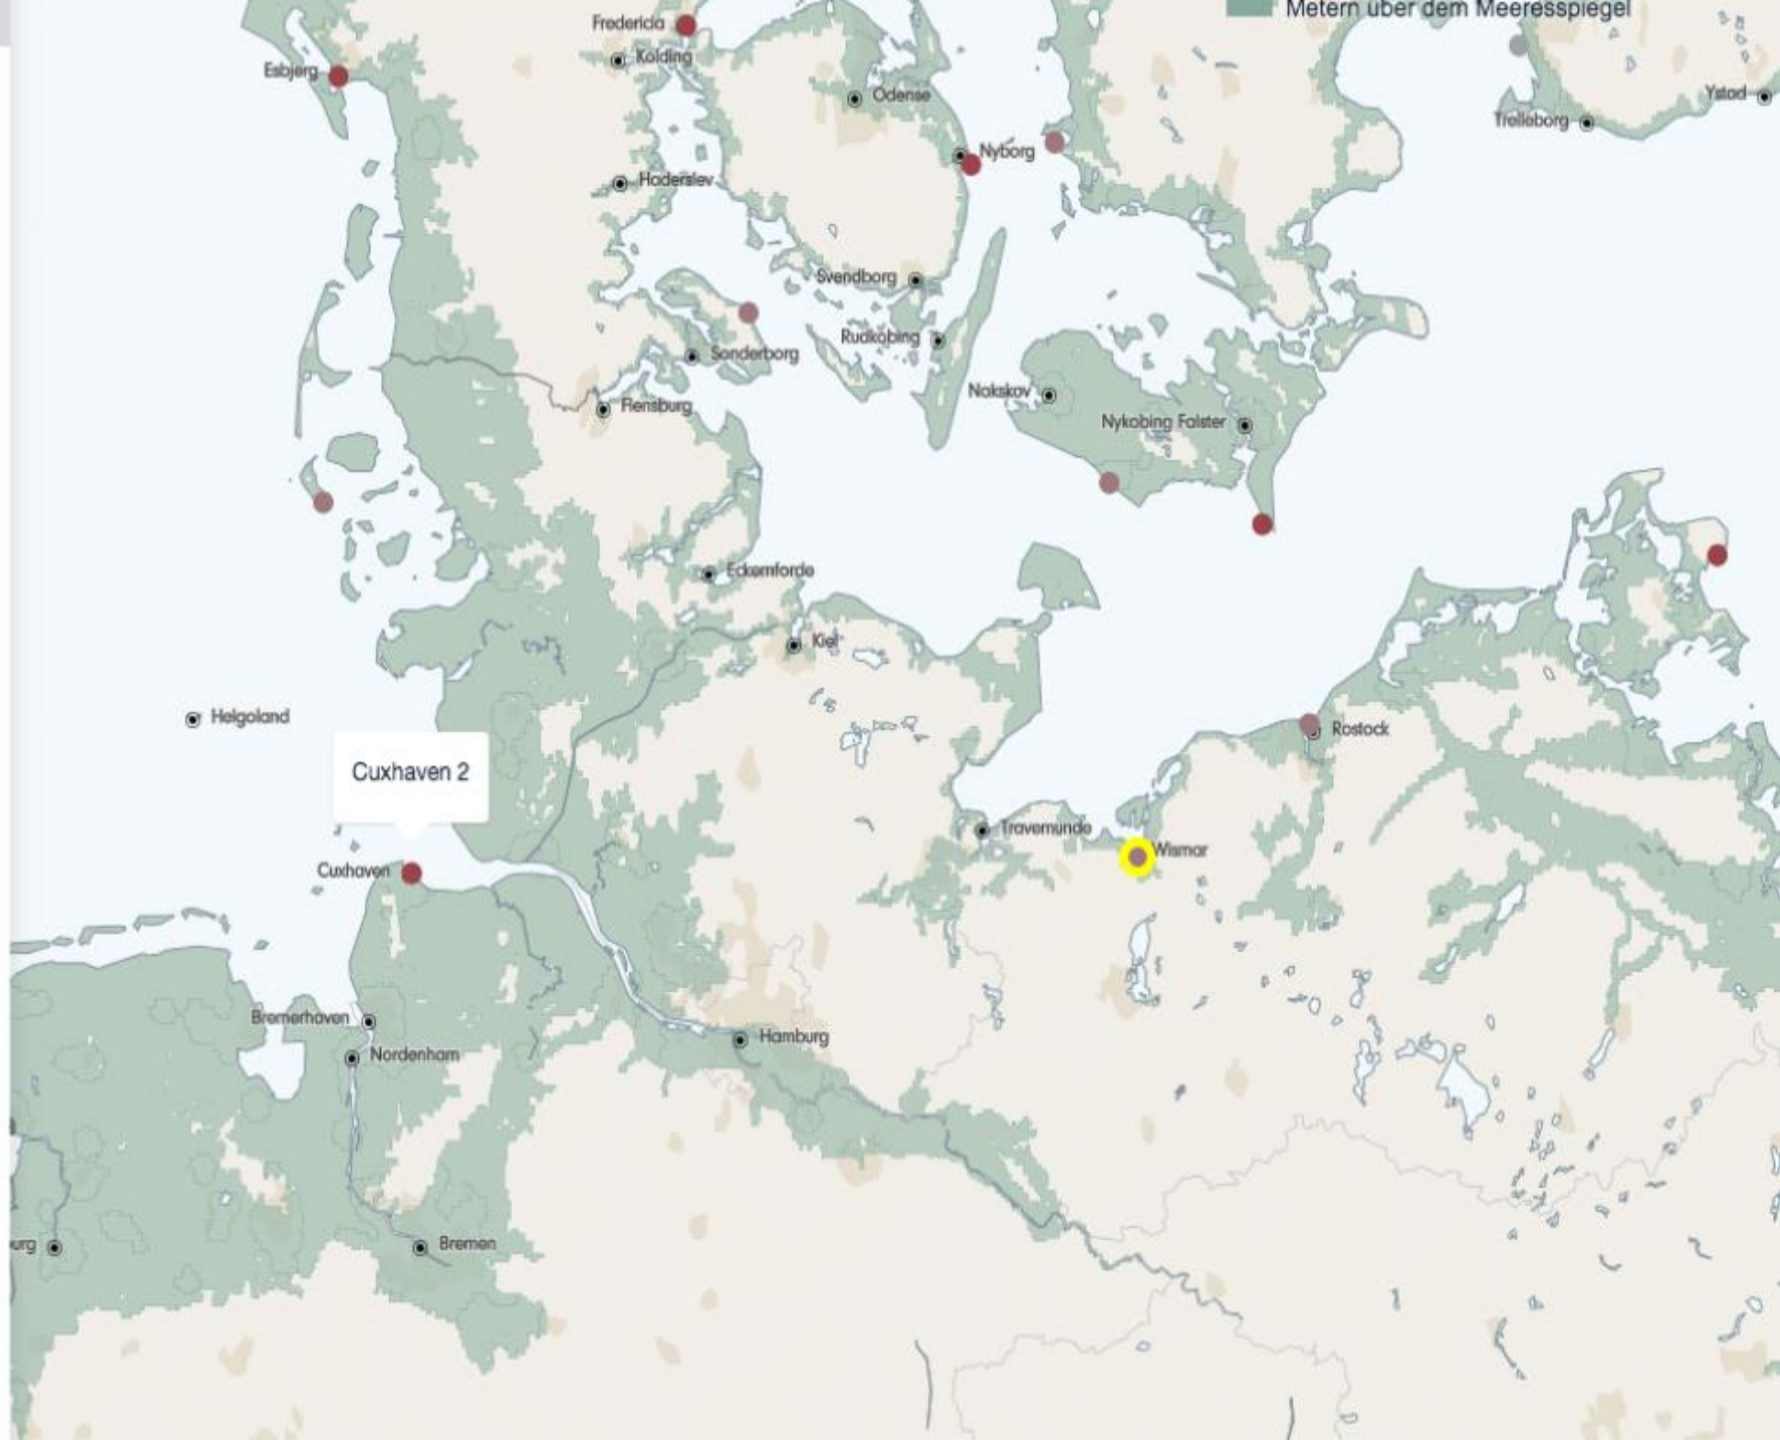 Metern über dem Meeresspiegel
Fredericia
Kolding
Esbjerg
Odense
Ystad
Trelleborg
Nyborg
Haderslev
Svendborg
Rudkobing
Sonderborg
Nakskov
Flensburg
Nykobing Falster
Eckernforde
Kiel
Helgoland
Rostock
Cuxhaven 2
Travemunde
Wismar
Cuxhaven
Bremerhaven
Hamburg
Nordenham
Bremen